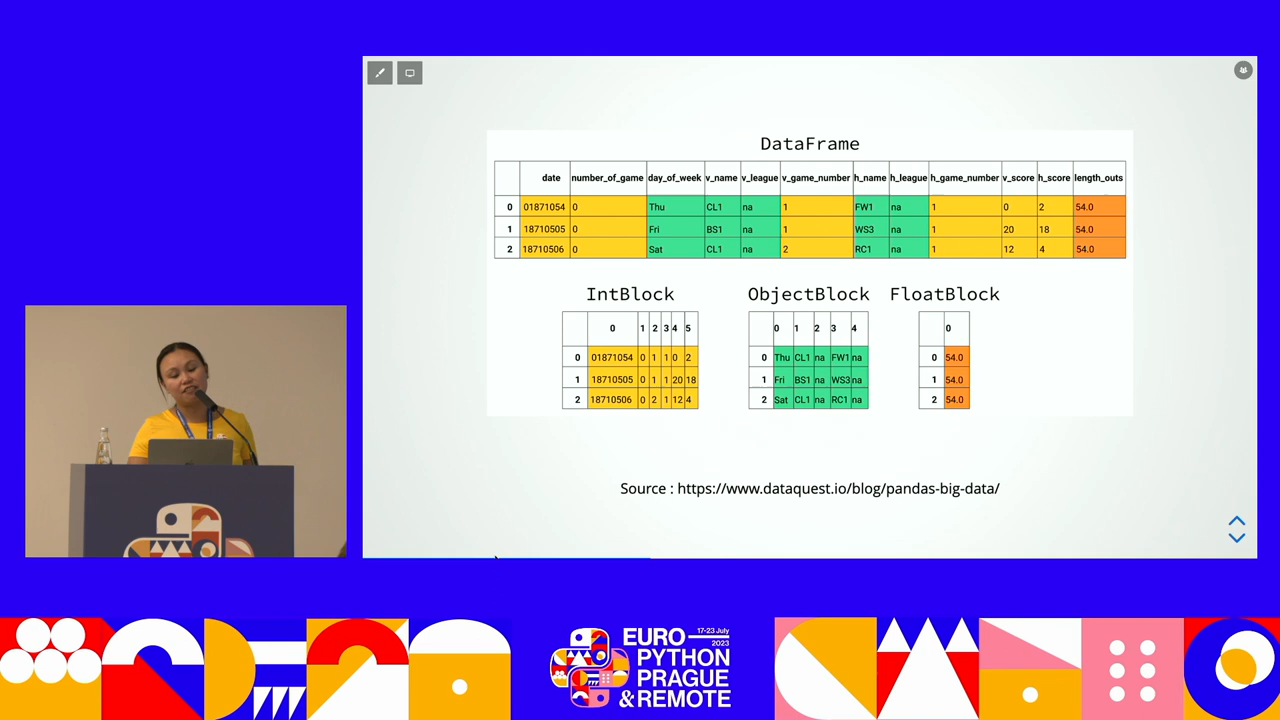 DataFrame
date number_of_game day_of_week v_name v_league v_game_number h_name h_league h_game_number v_score h_score length_outs
0 01871054 0 Thu CL1 na 1 FW1 na 1 0 2 54.0
1 18710505 0 Fri BS1 na 1 WS3 na 1 20 18 54.0
2 18710506 0 Sat CL1 na 2 RC1 na 1 12 4 54.0
IntBlock
0 1 2 3 4 5
0 01871054 0 1 1 0 2
1 18710505 0 1 1 20 18
2 18710506 0 2 1 12 4
ObjectBlock
0 1 2 3 4
0 Thu CL1 na FW1 na
1 Fri BS1 na WS3 na
2 Sat CL1 na RC1 na
FloatBlock
0
0 54.0
1 54.0
2 54.0
Source : https://www.dataquest.io/blog/pandas-big-data/
17-23 July
2023
EURO
PYTHON
PRAGUE
& REMOTE